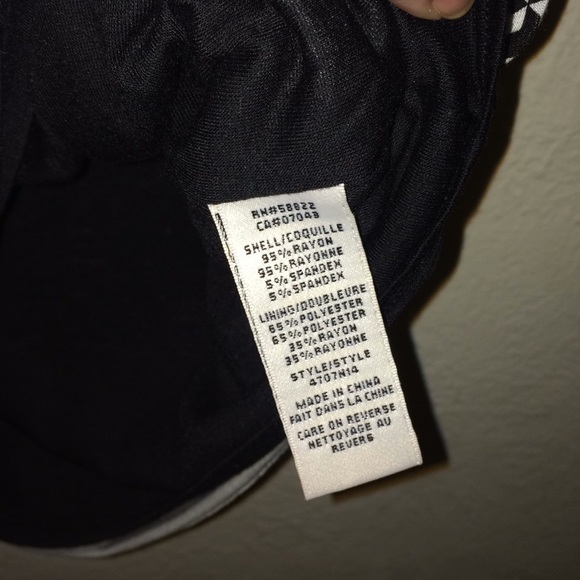 RN#58822
CA#07043
SHELL/COQUILLE
95% RAYON
95% RAYONNE
5% SPANDEX
5% SPANDEX
LINING/DOUBLEURE
65% POLYESTER
65% POLYESTER
35% RAYON
35% RAYONNE
STYLE/STYLE
4707N14
MADE IN CHINA
FAIT DANS LA CHINE
CARE ON REVERSE
NETTOYAGE AU
REVERS